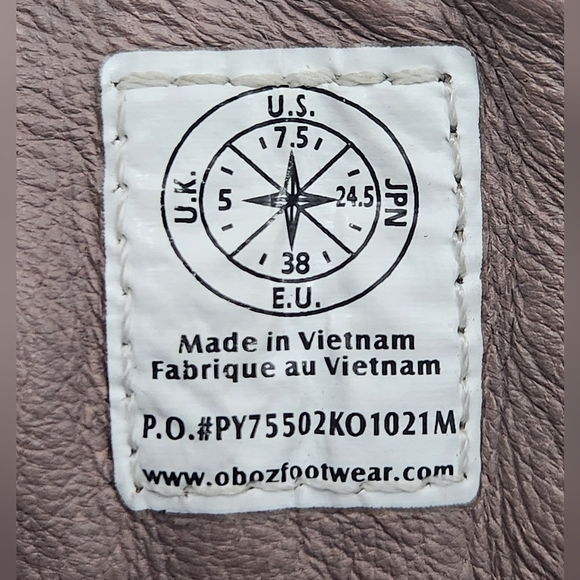 U.S.
7.5
U.K.
5
24.5
JPN
38
E.U.
Made in Vietnam
Fabrique au Vietnam
P.O.#PY75502KO1021M
www.obozfootwear.com